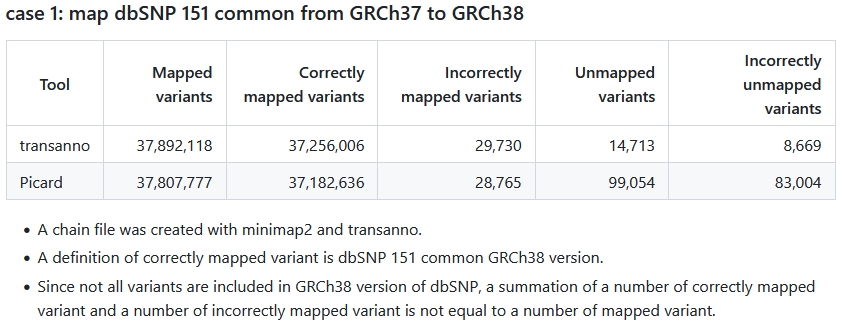 case 1: map dbSNP 151 common from GRCh37 to GRCh38
Tool Mapped variants Correctly mapped variants Incorrectly mapped variants Unmapped variants Incorrectly unmapped variants
transanno 37,892,118 37,256,006 29,730 14,713 8,669
Picard 37,807,777 37,182,636 28,765 99,054 83,004
• A chain file was created with minimap2 and transanno.
• A definition of correctly mapped variant is dbSNP 151 common GRCh38 version.
• Since not all variants are included in GRCh38 version of dbSNP, a summation of a number of correctly mapped
variant and a number of incorrectly mapped variant is not equal to a number of mapped variant.